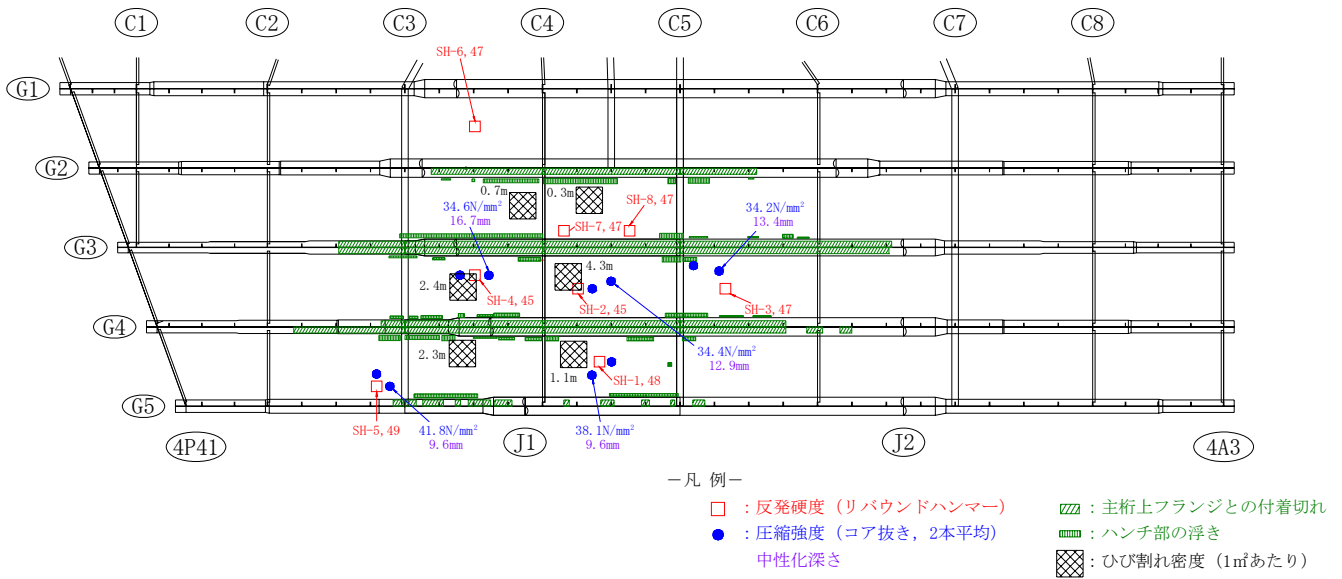 C1 C2 C3 C4 C5 C6 C7 C8
SH-6, 47
G1
G2
0.7m 0.3m
34.6N/mm²
16.7mm
SH-8, 47
34.2N/mm²
13.4mm
SH-7, 47
G3
4.3m
2.4m
SH-4, 45
SH-2, 45
SH-3, 47
G4
34.4N/mm²
12.9mm
2.3m
1.1m
SH-1, 48
G5
SH-5, 49
41.8N/mm²
9.6mm
38.1N/mm²
9.6mm
4P41 J1 J2 4A3
－凡 例－
：反発硬度（リバウンドハンマー）
：圧縮強度（コア抜き，2本平均）
中性化深さ
：主桁上フランジとの付着切れ
：ハンチ部の浮き
：ひび割れ密度（1㎡あたり）